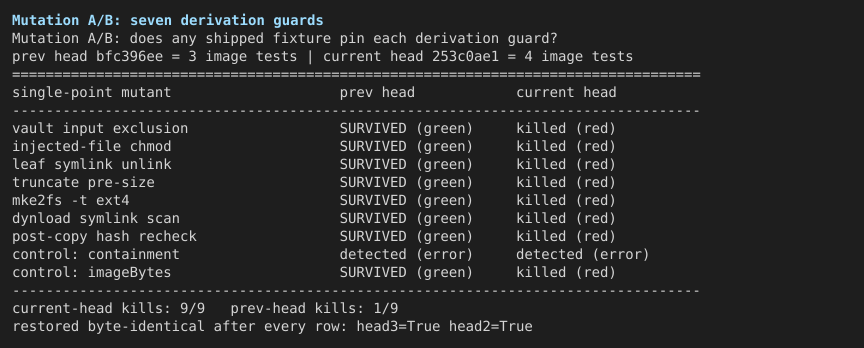 Mutation A/B: seven derivation guards
Mutation A/B: does any shipped fixture pin each derivation guard?
prev head bfc396ee = 3 image tests | current head 253c0ae1 = 4 image tests
==================================================================================
single-point mutant prev head current head
----------------------------------------------------------------------------------
vault input exclusion SURVIVED (green) killed (red)
injected-file chmod SURVIVED (green) killed (red)
leaf symlink unlink SURVIVED (green) killed (red)
truncate pre-size SURVIVED (green) killed (red)
mke2fs -t ext4 SURVIVED (green) killed (red)
dynload symlink scan SURVIVED (green) killed (red)
post-copy hash recheck SURVIVED (green) killed (red)
control: containment detected (error) detected (error)
control: imageBytes SURVIVED (green) killed (red)
----------------------------------------------------------------------------------
current-head kills: 9/9 prev-head kills: 1/9
restored byte-identical after every row: head3=True head2=True